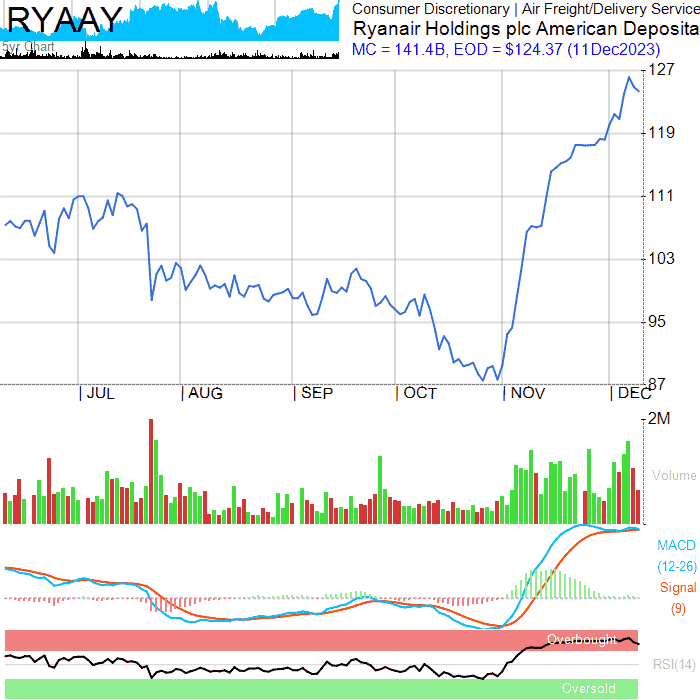 RYAAY
5yr Chart
Consumer Discretionary | Air Freight/Delivery Service
Ryanair Holdings plc American Deposita
MC = 141.4B, EOD = $124.37 (11Dec2023)
127
119
111
103
95
87
JUL AUG SEP OCT NOV DEC
2M
Volume
MACD
(12-26)
Signal
(9)
Overbought
RSI(14)
Oversold